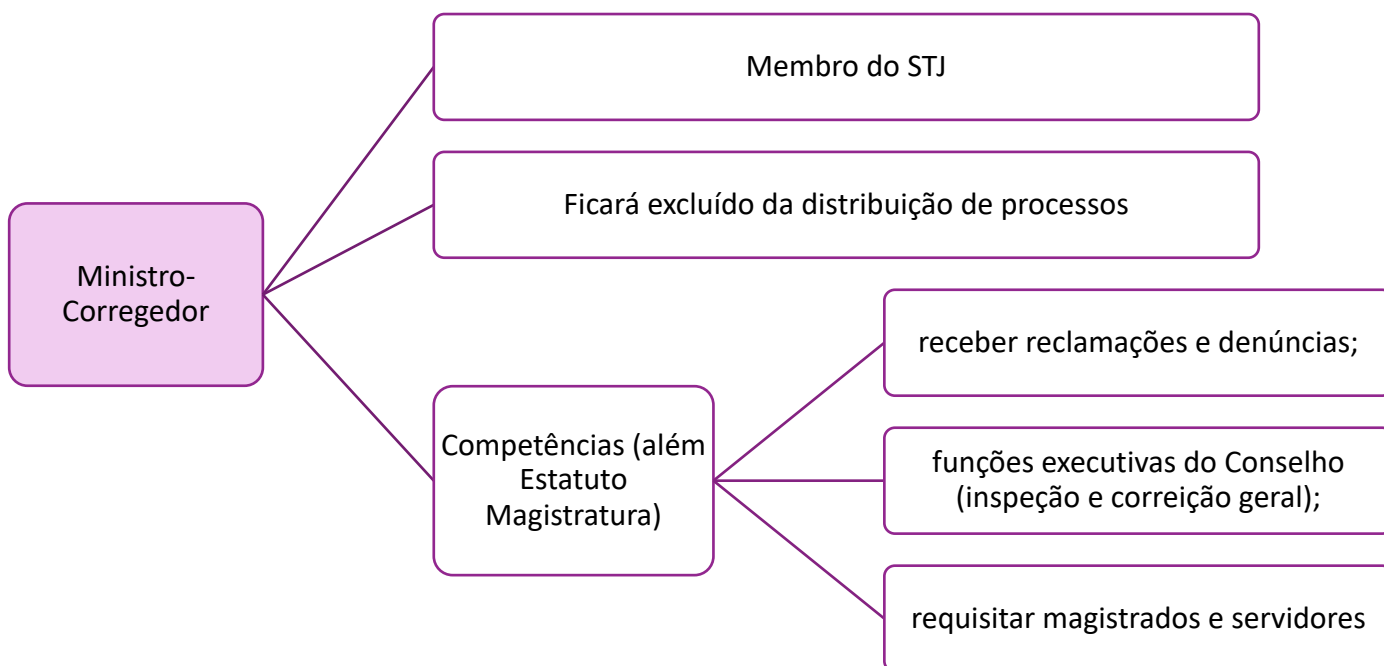 Membro do STJ
Ficará excluído da distribuição de processos
Ministro-
Corregedor
Competências (além
Estatuto
Magistratura)
receber reclamações e denúncias;
funções executivas do Conselho
(inspeção e correição geral);
requisitar magistrados e servidores